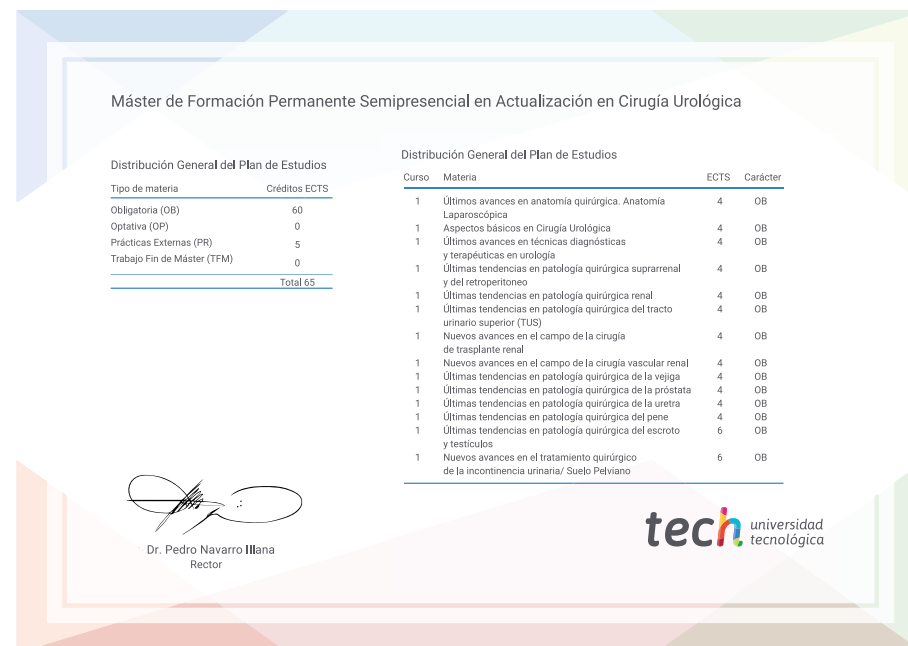 Máster de Formación Permanente Semipresencial en Actualización en Cirugía Urológica
Distribución General del Plan de Estudios
Tipo de materia Créditos ECTS
Obligatoria (OB) 60
Optativa (OP) 0
Prácticas Externas (PR) 5
Trabajo Fin de Máster (TFM) 0
Total 65
Distribución General del Plan de Estudios
Curso Materia ECTS Carácter
1 Últimos avances en anatomía quirúrgica. Anatomía 4 OB
Laparoscópica
1 Aspectos básicos en Cirugía Urológica 4 OB
1 Últimos avances en técnicas diagnósticas 4 OB
y terapéuticas en urología
1 Últimas tendencias en patología quirúrgica suprarrenal 4 OB
y del retroperitoneo
1 Últimas tendencias en patología quirúrgica renal 4 OB
1 Últimas tendencias en patología quirúrgica del tracto 4 OB
urinario superior (TUS)
1 Nuevos avances en el campo de la cirugía 4 OB
de trasplante renal
1 Nuevos avances en el campo de la cirugía vascular renal 4 OB
1 Últimas tendencias en patología quirúrgica de la vejiga 4 OB
1 Últimas tendencias en patología quirúrgica de la próstata 4 OB
1 Últimas tendencias en patología quirúrgica de la uretra 4 OB
1 Últimas tendencias en patología quirúrgica del pene 4 OB
1 Últimas tendencias en patología quirúrgica del escroto 6 OB
y testículos
1 Nuevos avances en el tratamiento quirúrgico 6 OB
de la incontinencia urinaria/ Suelo Pelviano
Dr. Pedro Navarro Illana
Rector
tech universidad
tecnológica